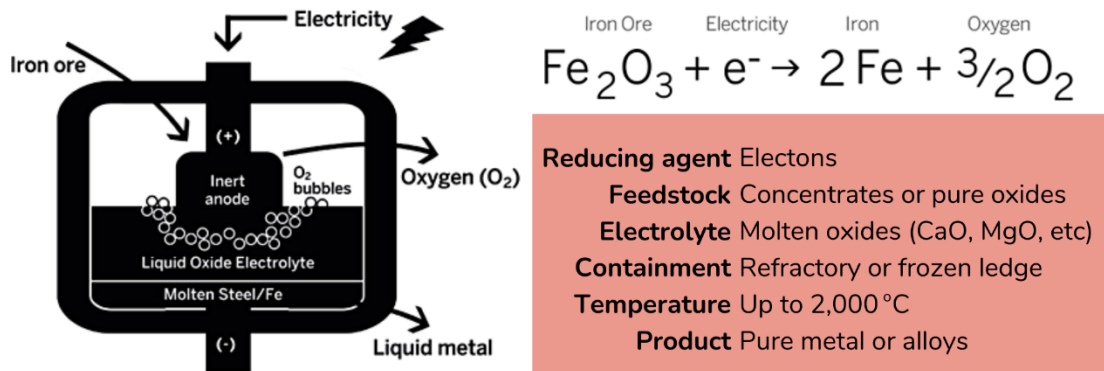 Electricity
Iron ore
(+)
Inert
anode
O₂
bubbles
Oxygen (O₂)
Liquid Oxide Electrolyte
Molten Steel/Fe
(-)
Liquid metal
Iron Ore Electricity Iron Oxygen
Fe₂O₃ + e⁻ → 2 Fe + 3/2 O₂
Reducing agent Electons
Feedstock Concentrates or pure oxides
Electrolyte Molten oxides (CaO, MgO, etc)
Containment Refractory or frozen ledge
Temperature Up to 2,000 °C
Product Pure metal or alloys